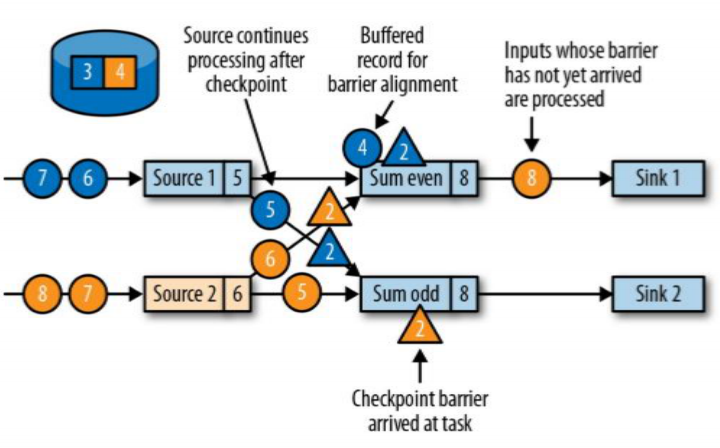 Source continues
processing after
checkpoint
Buffered
record for
barrier alignment
Inputs whose barrier
has not yet arrived
are processed
3 4
4 2
7 6 Source 1 5 Sum even 8 8 Sink 1
5 2
6 2
8 7 Source 2 6 5 Sum odd 8 Sink 2
2
Checkpoint barrier
arrived at task